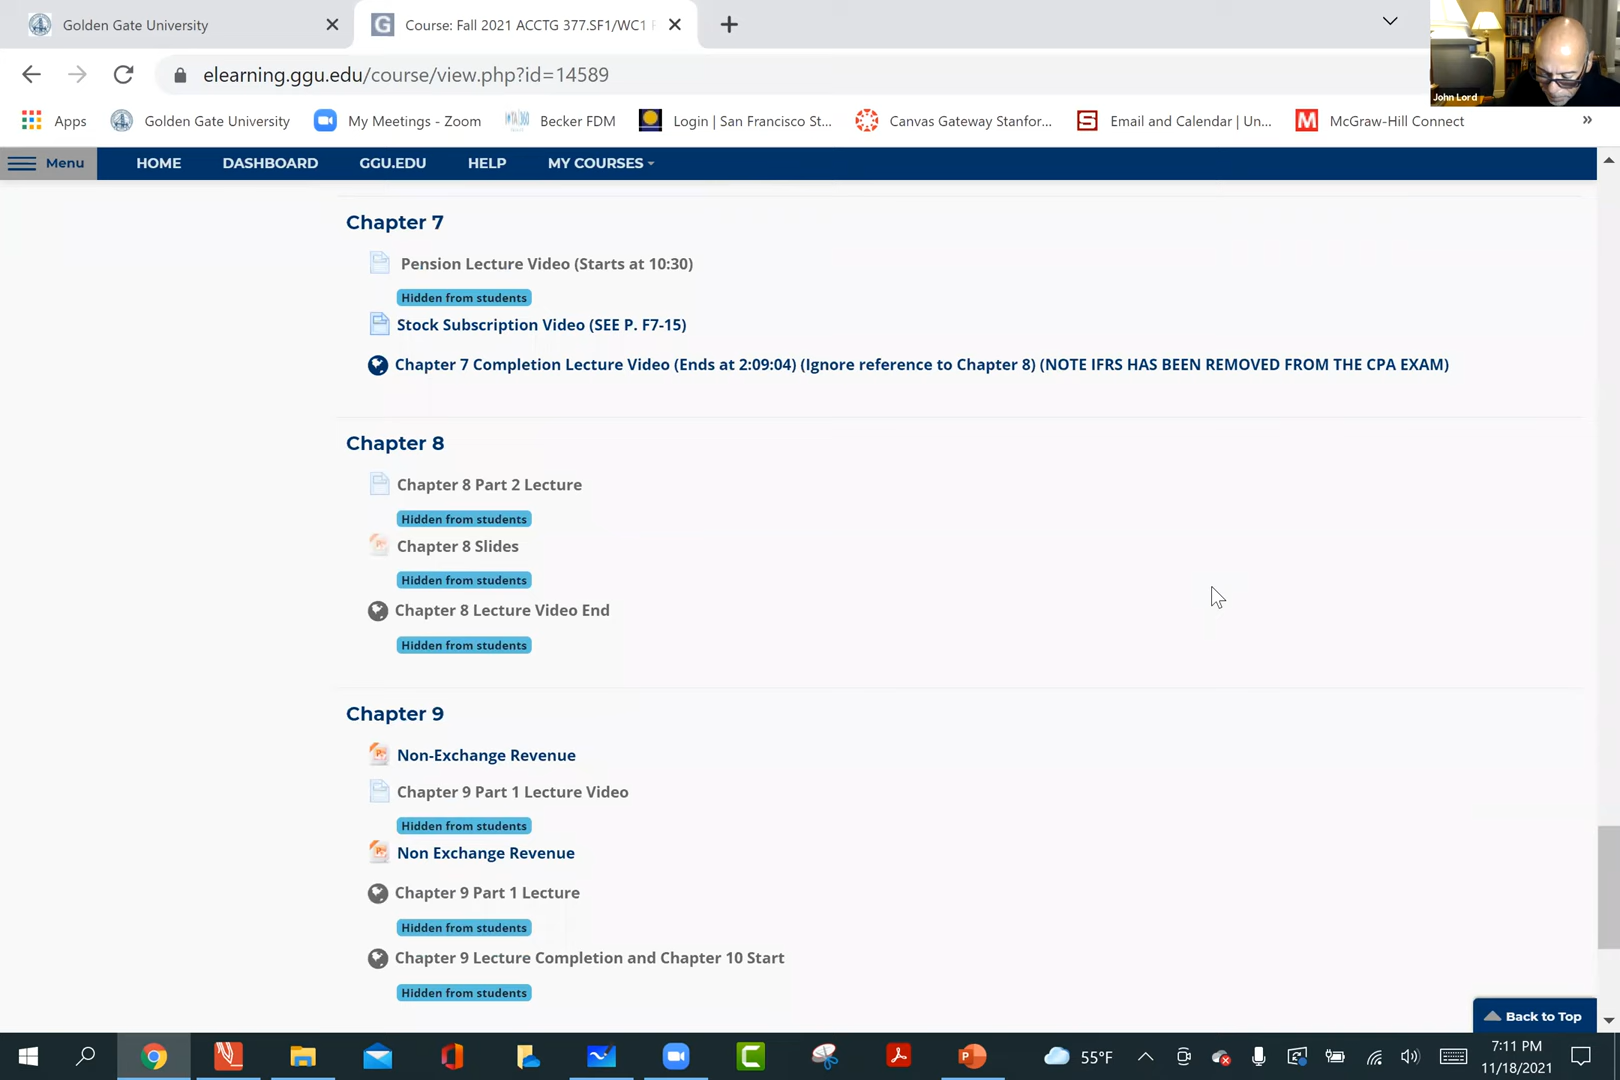 Golden Gate University
Course: Fall 2021 ACCTG 377.SF1/WC1
elearning.ggu.edu/course/view.php?id=14589
John Lord
Apps
Golden Gate University
My Meetings - Zoom
Becker FDM
Login | San Francisco St...
Canvas Gateway Stanfor...
Email and Calendar | Un...
McGraw-Hill Connect
»
Menu
HOME
DASHBOARD
GGU.EDU
HELP
MY COURSES
Chapter 7
Pension Lecture Video (Starts at 10:30)
Hidden from students
Stock Subscription Video (SEE P. F7-15)
Chapter 7 Completion Lecture Video (Ends at 2:09:04) (Ignore reference to Chapter 8) (NOTE IFRS HAS BEEN REMOVED FROM THE CPA EXAM)
Chapter 8
Chapter 8 Part 2 Lecture
Hidden from students
Chapter 8 Slides
Hidden from students
Chapter 8 Lecture Video End
Hidden from students
Chapter 9
Non-Exchange Revenue
Chapter 9 Part 1 Lecture Video
Hidden from students
Non Exchange Revenue
Chapter 9 Part 1 Lecture
Hidden from students
Chapter 9 Lecture Completion and Chapter 10 Start
Hidden from students
Back to Top
55°F
7:11 PM
11/18/2021